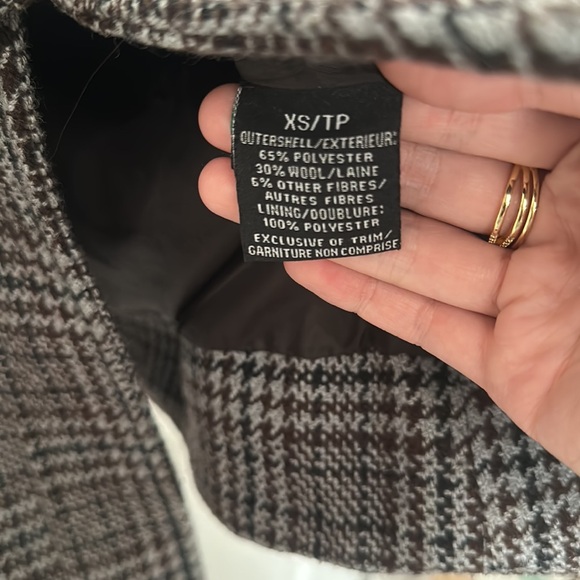 XS/TP
OUTERSHELL/EXTERIEUR:
65% POLYESTER
30% WOOL/LAINE
5% OTHER FIBRES/
AUTRES FIBRES
LINING/DOUBLURE:
100% POLYESTER
EXCLUSIVE OF TRIM/
GARNITURE NON COMPRISE